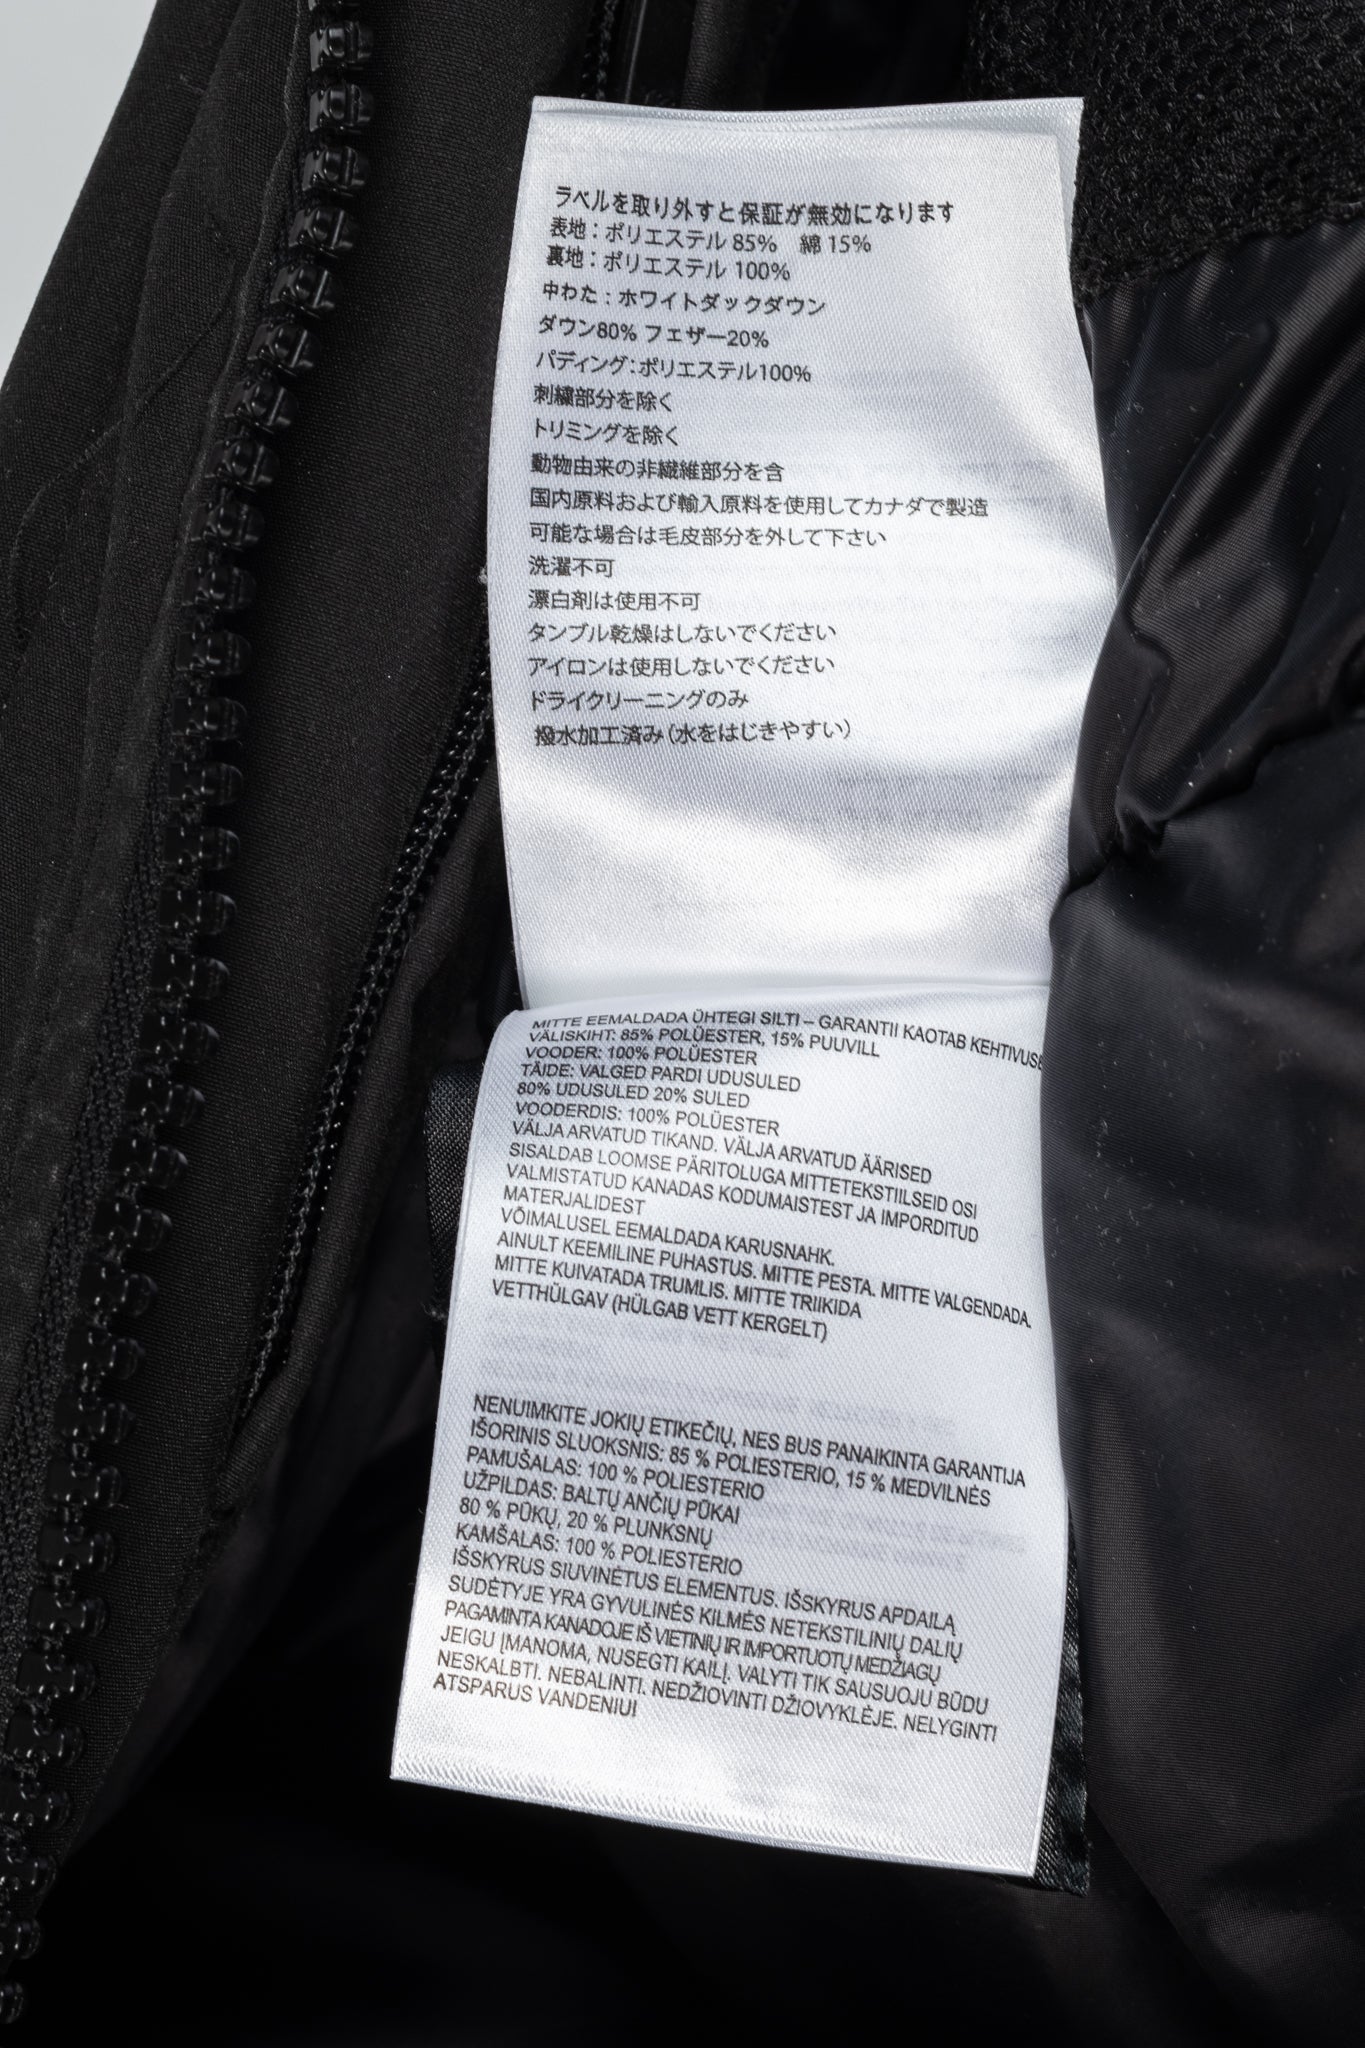 ラベルを取り外すと保証が無効になります
表地：ポリエステル 85%　綿 15%
裏地：ポリエステル 100%
中わた：ホワイトダックダウン
ダウン80% フェザー20%
パディング：ポリエステル100%
刺繍部分を除く
トリミングを除く
動物由来の非繊維部分を含
国内原料および輸入原料を使用してカナダで製造
可能な場合は毛皮部分を外して下さい
洗濯不可
漂白剤は使用不可
タンブル乾燥はしないでください
アイロンは使用しないでください
ドライクリーニングのみ
撥水加工済み（水をはじきやすい）
MITTE EEMALDADA ÜHTEGI SILTI – GARANTII KAOTAB KEHTIVUSE
VÄLISKIHT: 85% POLÜESTER, 15% PUUVILL
VOODER: 100% POLÜESTER
TÄIDE: VALGED PARDI UDUSULED
80% UDUSULED 20% SULED
VOODERDIS: 100% POLÜESTER
VÄLJA ARVATUD TIKAND. VÄLJA ARVATUD ÄÄRISED
SISALDAB LOOMSE PÄRITOLUGA MITTETEKSTIILSEID OSI
VALMISTATUD KANADAS KODUMAISTEST JA IMPORDITUD
MATERJALIDEST
VÕIMALUSEL EEMALDADA KARUSNAHK.
AINULT KEEMILINE PUHASTUS. MITTE PESTA. MITTE VALGENDADA.
MITTE KUIVATADA TRUMLIS. MITTE TRIIKIDA
VETTHÜLGAV (HÜLGAB VETT KERGELT)
NENUIMKITE JOKIŲ ETIKEČIŲ, NES BUS PANAIKINTA GARANTIJA
IŠORINIS SLUOKSNIS: 85 % POLIESTERIO, 15 % MEDVILNĖS
PAMUŠALAS: 100 % POLIESTERIO
UŽPILDAS: BALTŲ ANČIŲ PŪKAI
80 % PŪKŲ, 20 % PLUNKSNŲ
KAMŠALAS: 100 % POLIESTERIO
IŠSKYRUS SIUVINĖTUS ELEMENTUS. IŠSKYRUS APDAILĄ
SUDĖTYJE YRA GYVULINĖS KILMĖS NETEKSTILINIŲ DALIŲ
PAGAMINTA KANADOJE IŠ VIETINIŲ IR IMPORTUOTŲ MEDŽIAGŲ
JEIGU ĮMANOMA, NUSEGTI KAILĮ. VALYTI TIK SAUSUOJU BŪDU
NESKALBTI. NEBALINTI. NEDŽIOVINTI DŽIOVYKLĖJE. NELYGINTI
ATSPARUS VANDENIUI